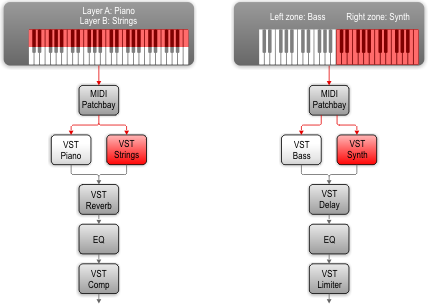 Layer A: Piano
Layer B: Strings
MIDI
Patchbay
VST
Piano
VST
Strings
VST
Reverb
EQ
VST
Comp
Left zone: Bass
Right zone: Synth
MIDI
Patchbay
VST
Bass
VST
Synth
VST
Delay
EQ
VST
Limiter